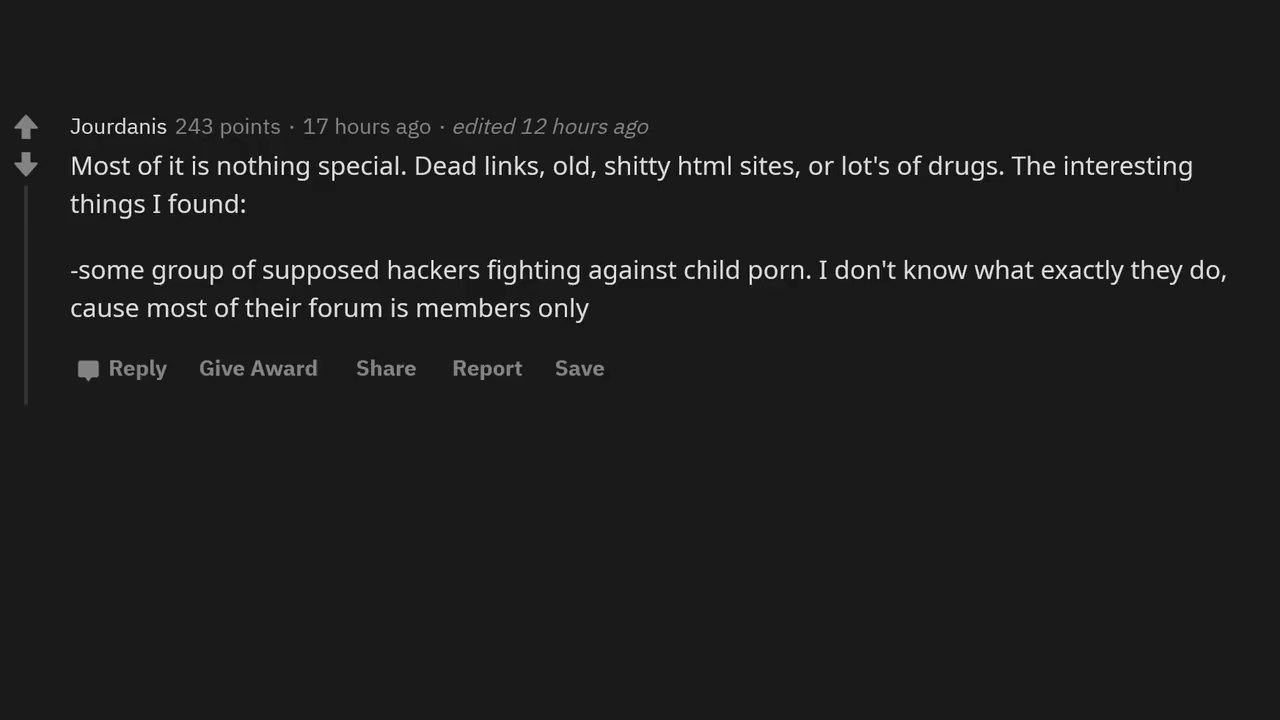 Jourdanis 243 points · 17 hours ago · edited 12 hours ago
Most of it is nothing special. Dead links, old, shitty html sites, or lot's of drugs. The interesting
things I found:
-some group of supposed hackers fighting against child porn. I don't know what exactly they do,
cause most of their forum is members only
Reply Give Award Share Report Save